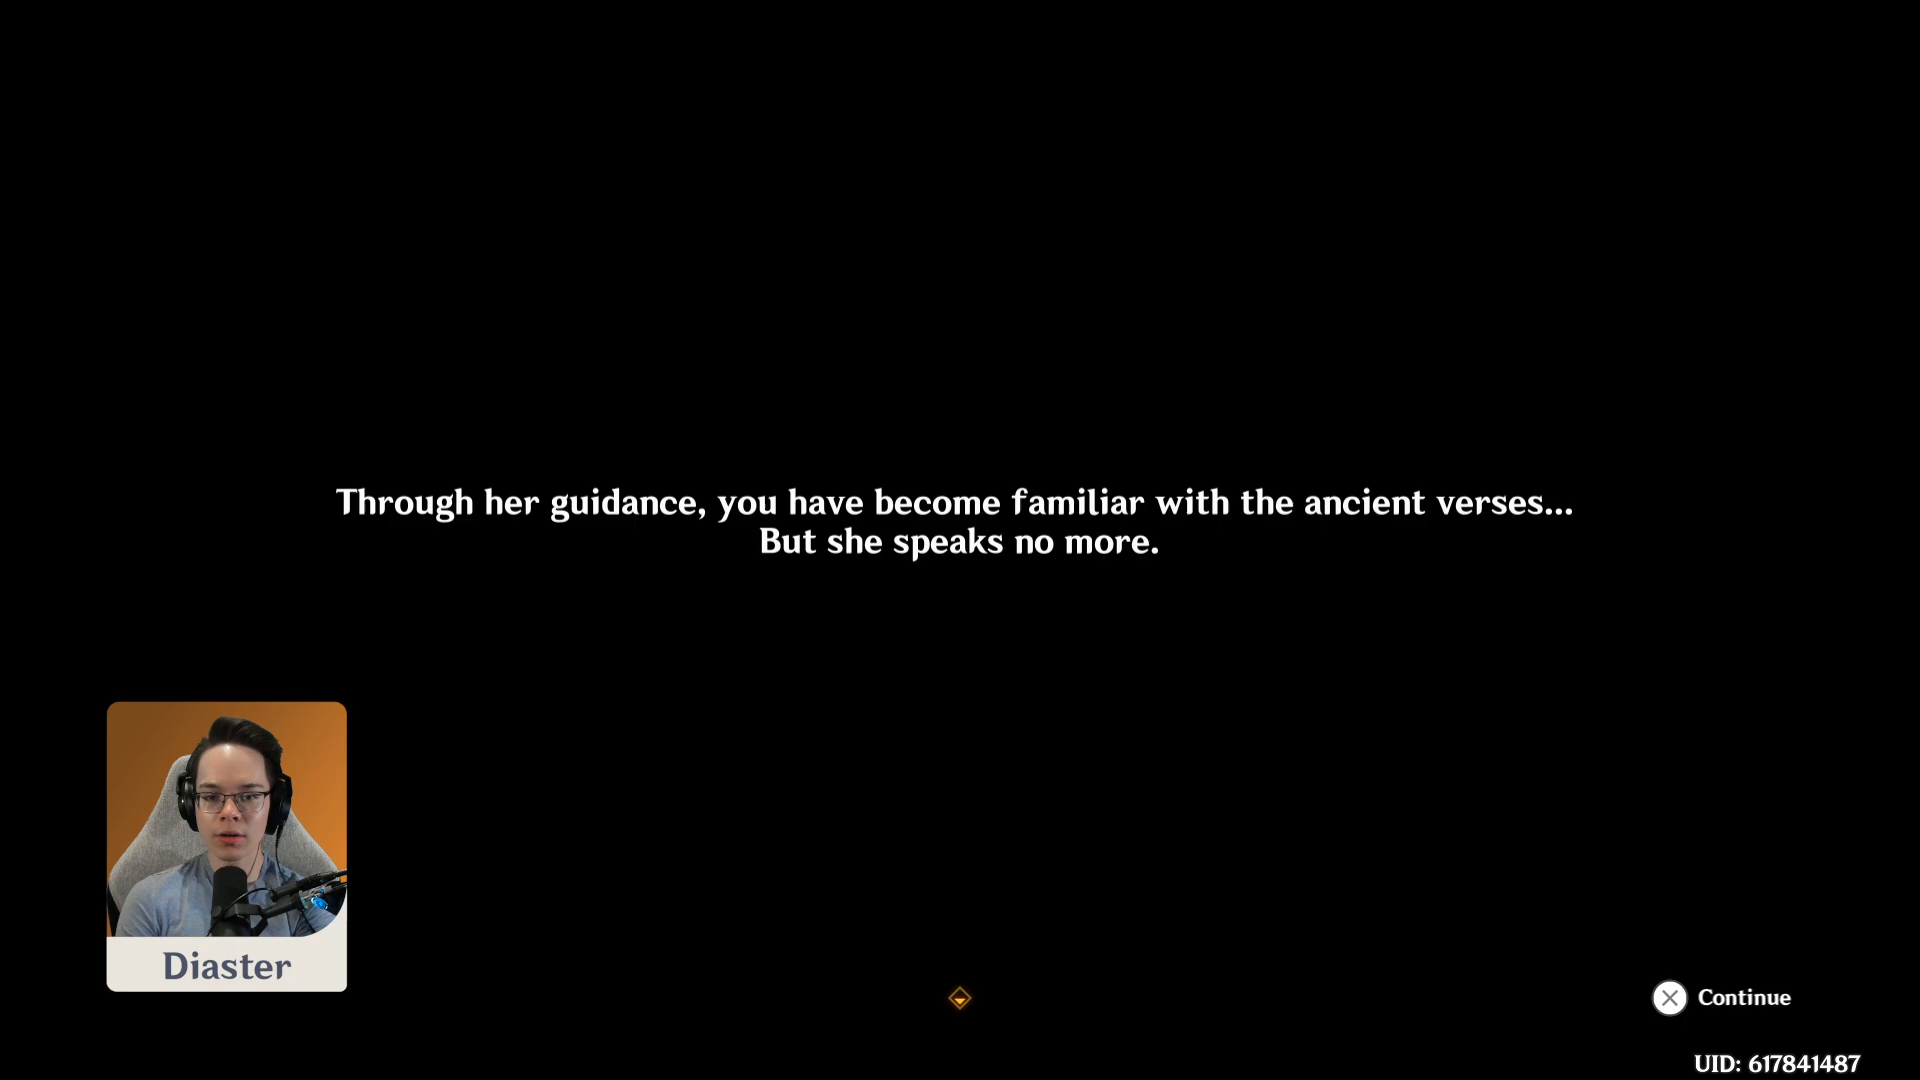 Through her guidance, you have become familiar with the ancient verses...
But she speaks no more.
Diaster
Continue
UID: 617841487